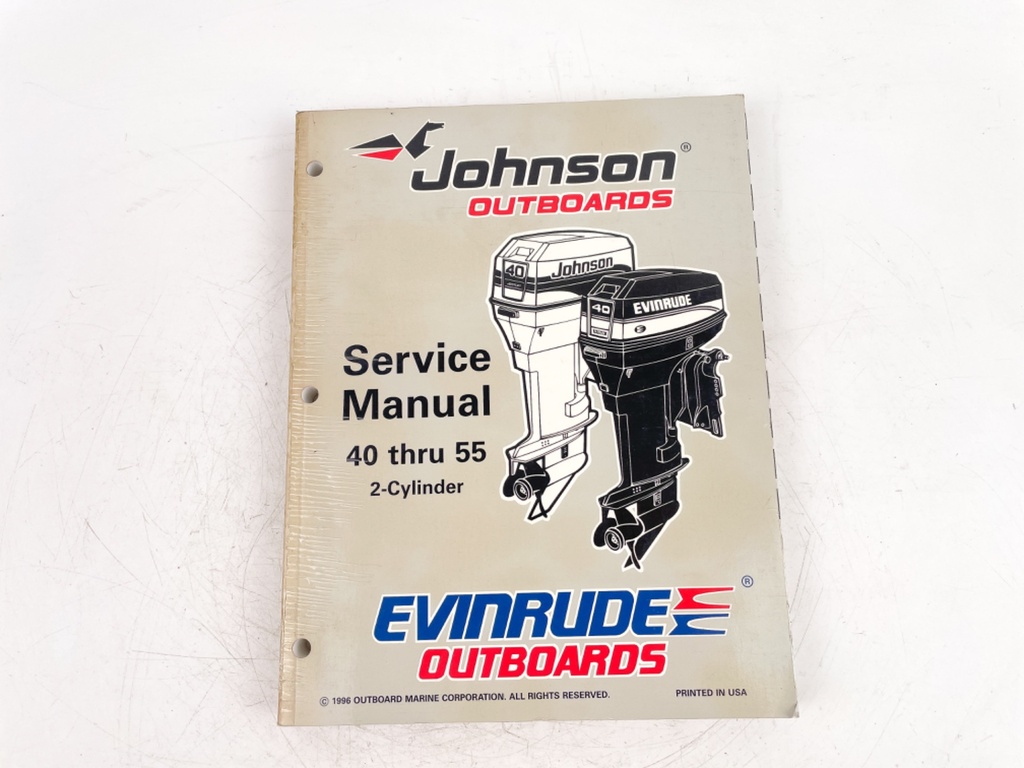 Johnson®
OUTBOARDS
40 Johnson
40 EVINRUDE
Service
Manual
40 thru 55
2-Cylinder
EVINRUDE ®
OUTBOARDS
© 1996 OUTBOARD MARINE CORPORATION. ALL RIGHTS RESERVED. PRINTED IN USA